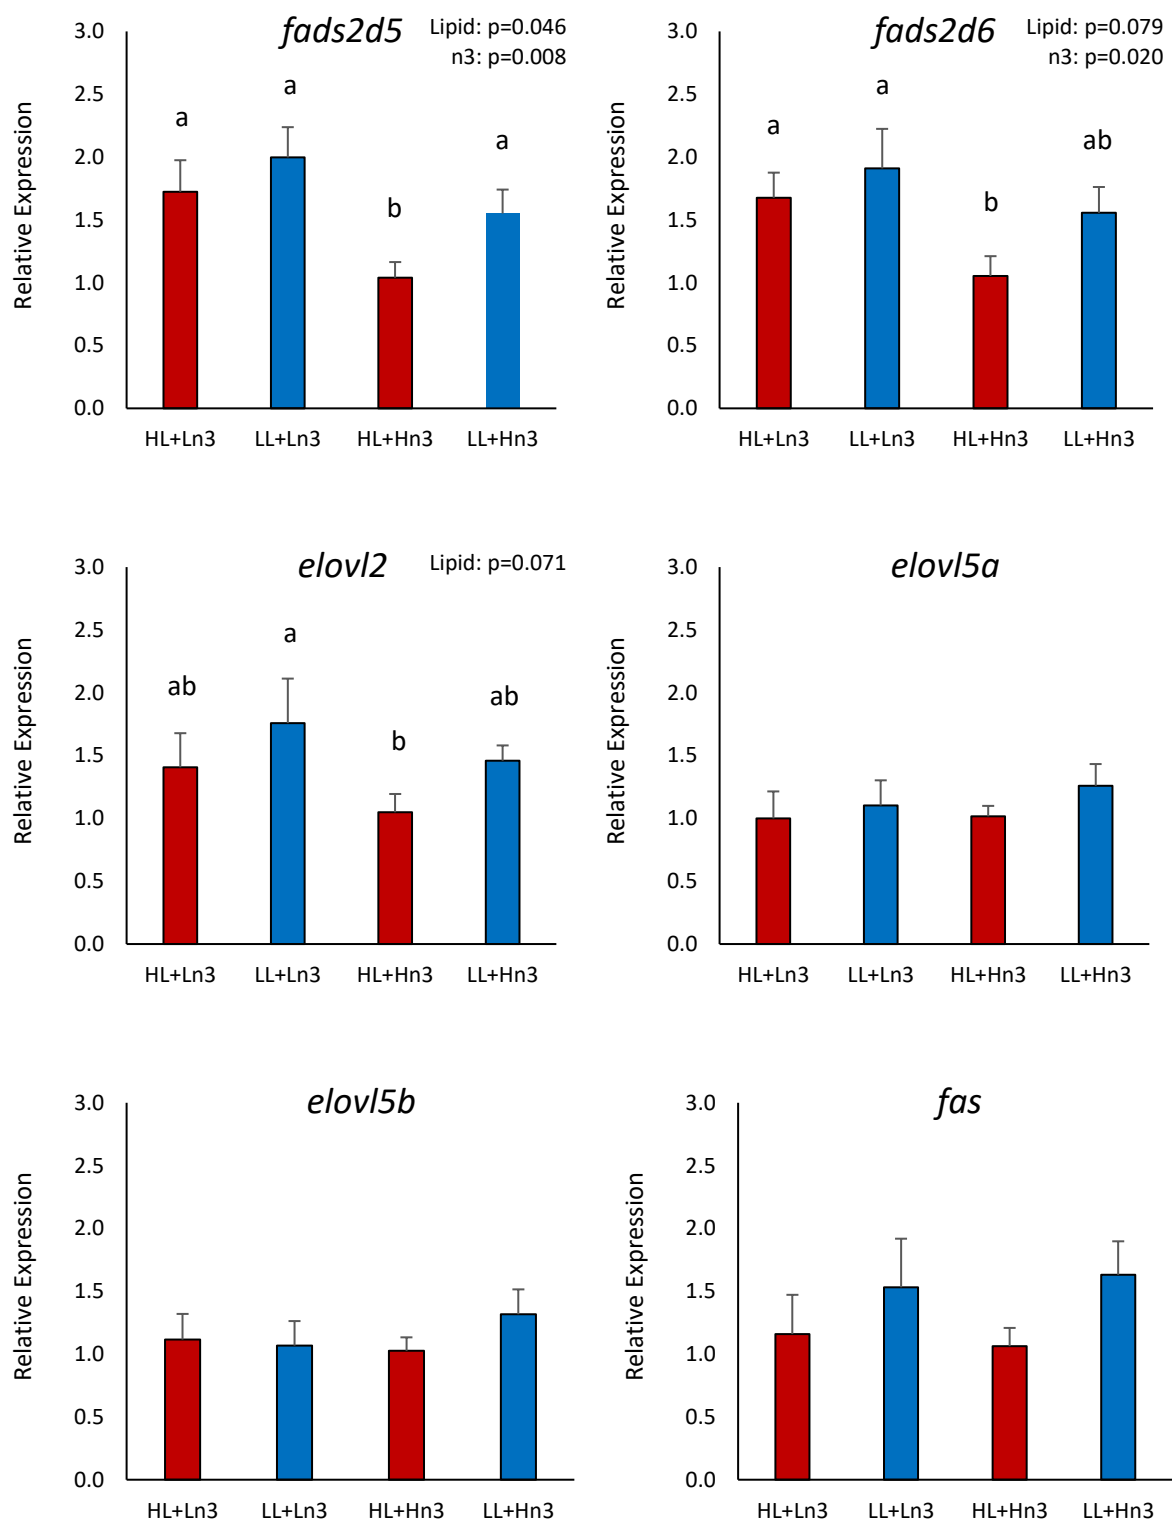 fads2d5
Lipid: p=0.046
n3: p=0.008
Relative Expression
3.0
2.5
2.0
1.5
1.0
0.5
0.0
a
a
b
a
HL+Ln3 LL+Ln3 HL+Hn3 LL+Hn3
fads2d6
Lipid: p=0.079
n3: p=0.020
Relative Expression
3.0
2.5
2.0
1.5
1.0
0.5
0.0
a
a
b
ab
HL+Ln3 LL+Ln3 HL+Hn3 LL+Hn3
elovl2
Lipid: p=0.071
Relative Expression
3.0
2.5
2.0
1.5
1.0
0.5
0.0
ab
a
b
ab
HL+Ln3 LL+Ln3 HL+Hn3 LL+Hn3
elovl5a
Relative Expression
3.0
2.5
2.0
1.5
1.0
0.5
0.0
HL+Ln3 LL+Ln3 HL+Hn3 LL+Hn3
elovl5b
Relative Expression
3.0
2.5
2.0
1.5
1.0
0.5
0.0
HL+Ln3 LL+Ln3 HL+Hn3 LL+Hn3
fas
Relative Expression
3.0
2.5
2.0
1.5
1.0
0.5
0.0
HL+Ln3 LL+Ln3 HL+Hn3 LL+Hn3